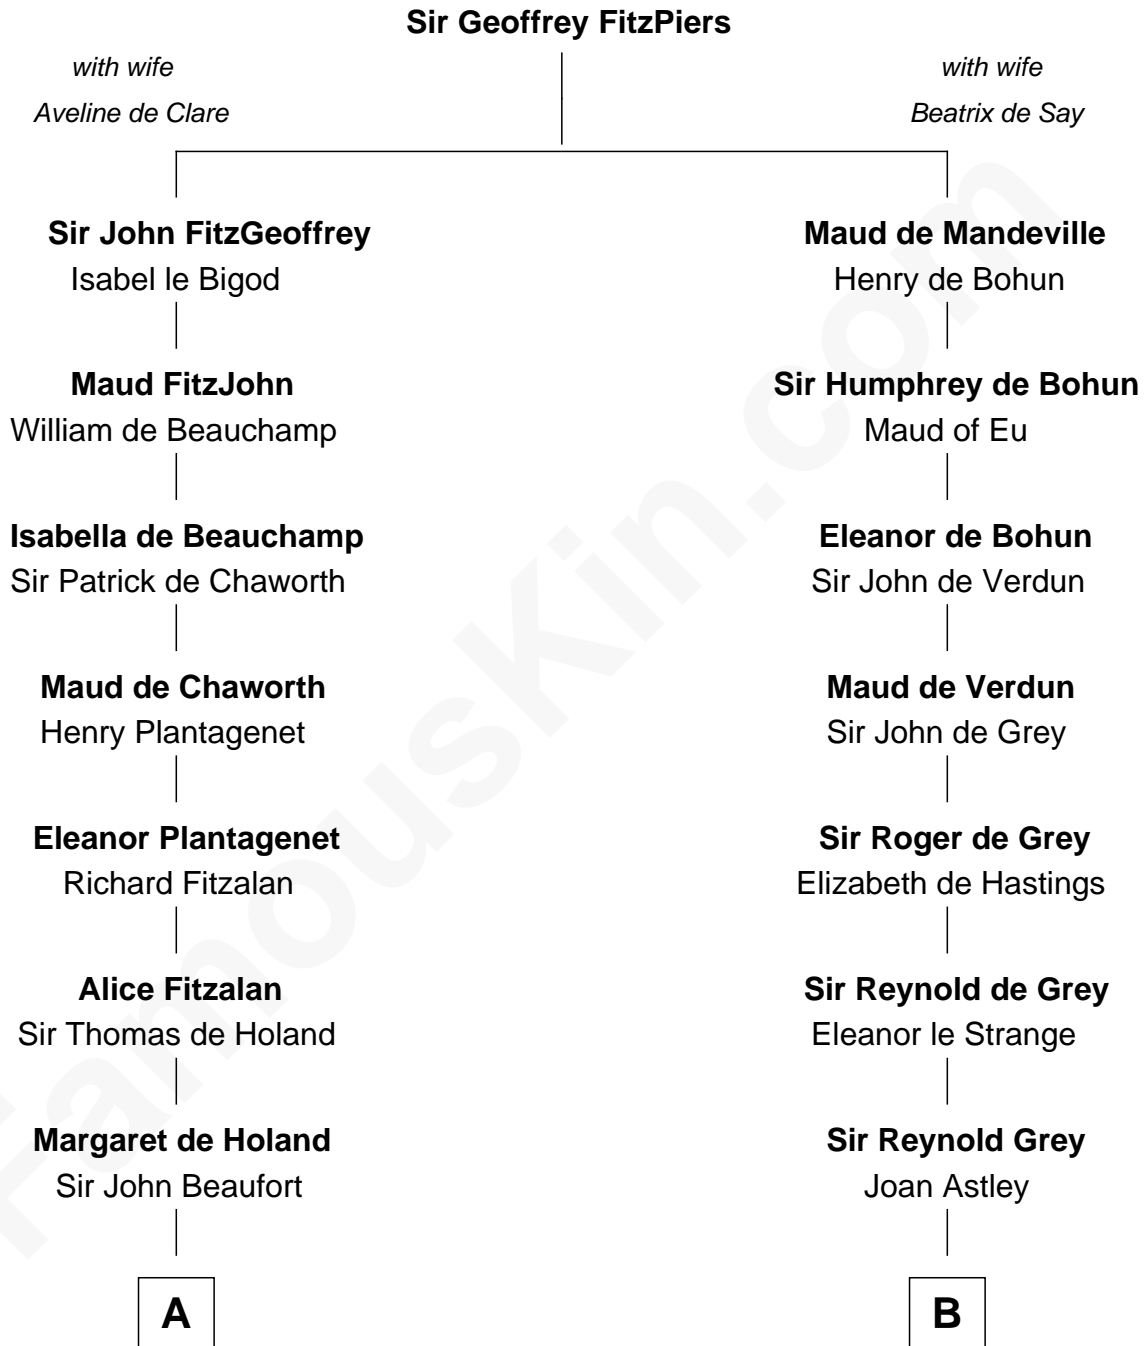 Sir Geoffrey FitzPiers
with wife
Aveline de Clare
with wife
Beatrix de Say
Sir John FitzGeoffrey
Isabel le Bigod
Maud de Mandeville
Henry de Bohun
Maud FitzJohn
William de Beauchamp
Sir Humphrey de Bohun
Maud of Eu
Isabella de Beauchamp
Sir Patrick de Chaworth
Eleanor de Bohun
Sir John de Verdun
Maud de Chaworth
Henry Plantagenet
Maud de Verdun
Sir John de Grey
Eleanor Plantagenet
Richard Fitzalan
Sir Roger de Grey
Elizabeth de Hastings
Alice Fitzalan
Sir Thomas de Holand
Sir Reynold de Grey
Eleanor le Strange
Margaret de Holand
Sir John Beaufort
Sir Reynold Grey
Joan Astley
A
B
FamousKin.com